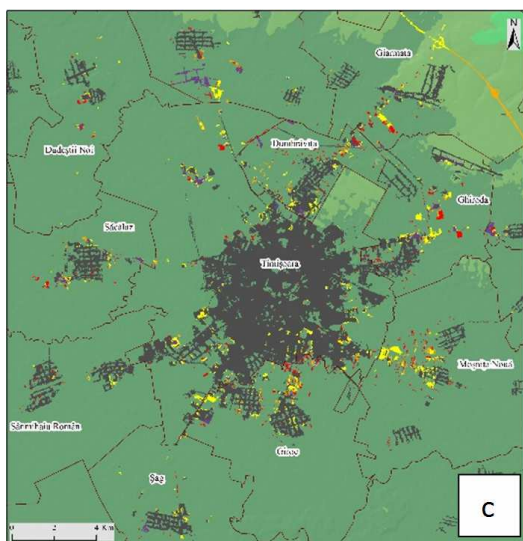 N
Giarmata
Dumbrăvița
Dudeștii Noi
Ghiroda
Săcălaz
Timișoara
Moșnița Nouă
Sânmihaiu Român
Giroc
Șag
0 2 4 Km
C